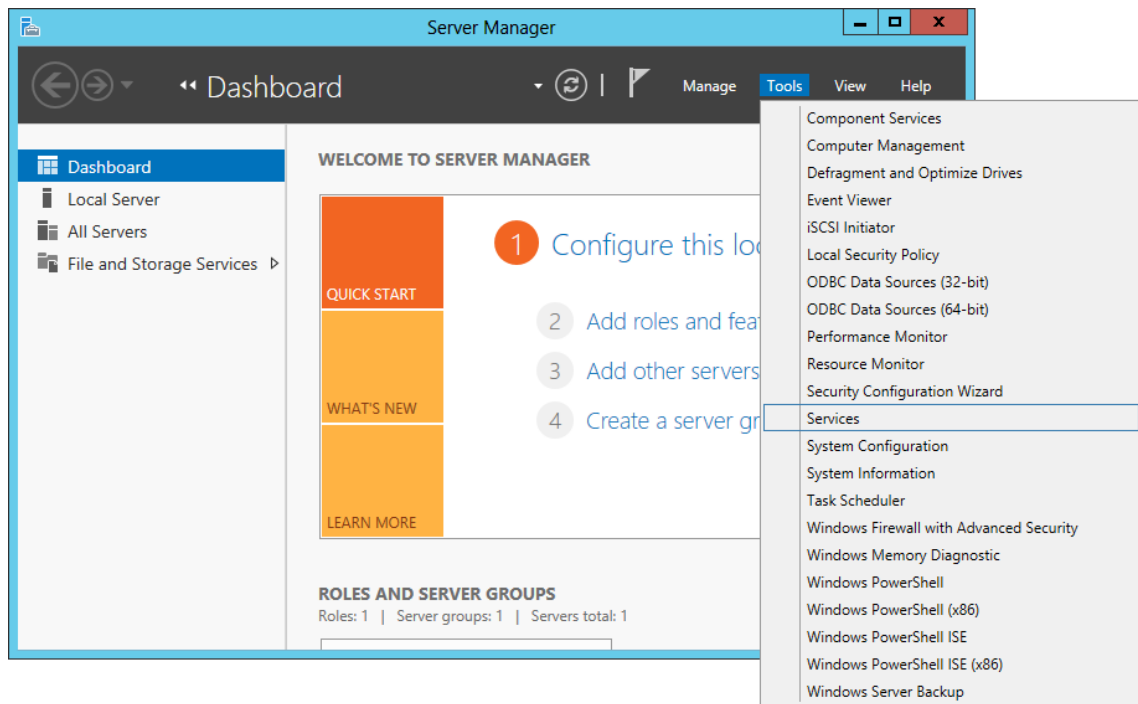 Server Manager
Dashboard
Manage
Tools
View
Help
Dashboard
Local Server
All Servers
File and Storage Services
WELCOME TO SERVER MANAGER
QUICK START
WHAT'S NEW
LEARN MORE
1 Configure this loc
2 Add roles and fea
3 Add other servers
4 Create a server gr
ROLES AND SERVER GROUPS
Roles: 1 | Server groups: 1 | Servers total: 1
Component Services
Computer Management
Defragment and Optimize Drives
Event Viewer
iSCSI Initiator
Local Security Policy
ODBC Data Sources (32-bit)
ODBC Data Sources (64-bit)
Performance Monitor
Resource Monitor
Security Configuration Wizard
Services
System Configuration
System Information
Task Scheduler
Windows Firewall with Advanced Security
Windows Memory Diagnostic
Windows PowerShell
Windows PowerShell (x86)
Windows PowerShell ISE
Windows PowerShell ISE (x86)
Windows Server Backup